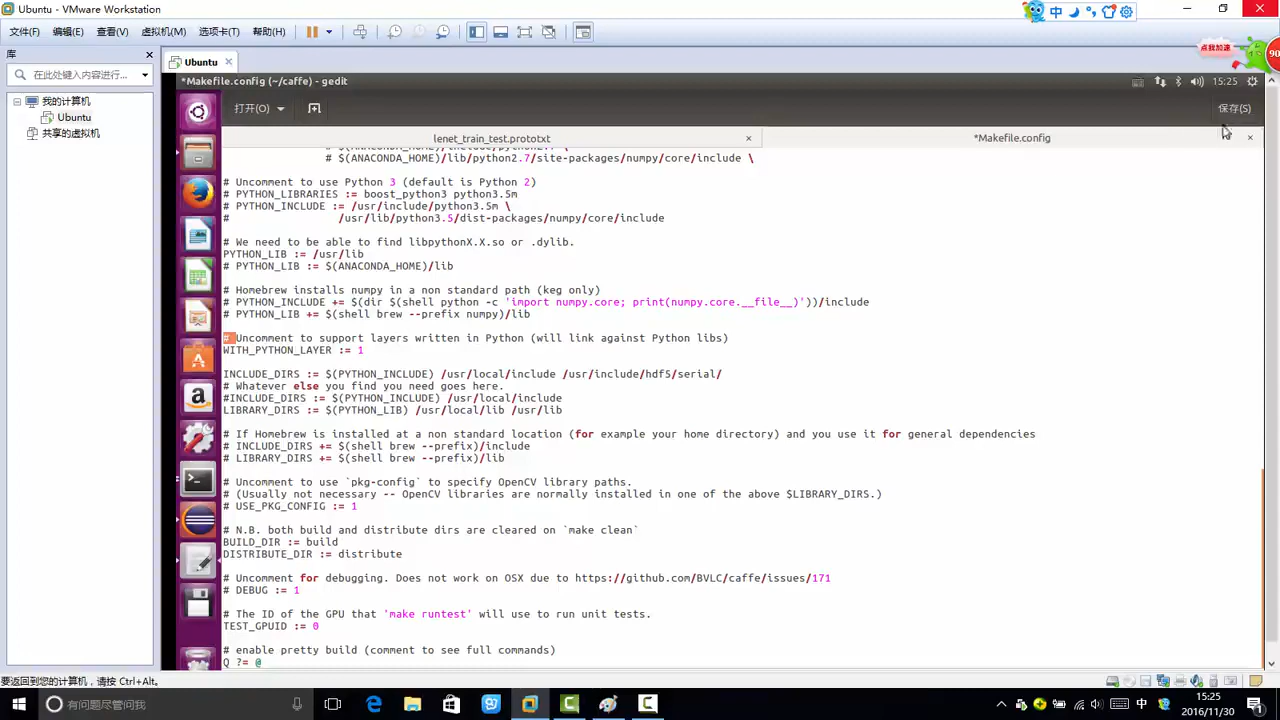 Ubuntu - VMware Workstation
中
文件(F) 编辑(E) 查看(V) 虚拟机(M) 选项卡(T) 帮助(H)
点我加速
90
库
在此处键入内容进行...
我的计算机
Ubuntu
共享的虚拟机
Ubuntu
*Makefile.config (~/caffe) - gedit
15:25
打开(O)
保存(S)
lenet_train_test.prototxt
*Makefile.config
# $(ANACONDA_HOME)/lib/python2.7/site-packages/numpy/core/include \
# Uncomment to use Python 3 (default is Python 2)
# PYTHON_LIBRARIES := boost_python3 python3.5m
# PYTHON_INCLUDE := /usr/include/python3.5m \
#                 /usr/lib/python3.5/dist-packages/numpy/core/include
# We need to be able to find libpythonX.X.so or .dylib.
PYTHON_LIB := /usr/lib
# PYTHON_LIB := $(ANACONDA_HOME)/lib
# Homebrew installs numpy in a non standard path (keg only)
# PYTHON_INCLUDE += $(dir $(shell python -c 'import numpy.core; print(numpy.core.__file__)'))/include
# PYTHON_LIB += $(shell brew --prefix numpy)/lib
# Uncomment to support layers written in Python (will link against Python libs)
WITH_PYTHON_LAYER := 1
INCLUDE_DIRS := $(PYTHON_INCLUDE) /usr/local/include /usr/include/hdf5/serial/
# Whatever else you find you need goes here.
#INCLUDE_DIRS := $(PYTHON_INCLUDE) /usr/local/include
LIBRARY_DIRS := $(PYTHON_LIB) /usr/local/lib /usr/lib
# If Homebrew is installed at a non standard location (for example your home directory) and you use it for general dependencies
# INCLUDE_DIRS += $(shell brew --prefix)/include
# LIBRARY_DIRS += $(shell brew --prefix)/lib
# Uncomment to use `pkg-config` to specify OpenCV library paths.
# (Usually not necessary -- OpenCV libraries are normally installed in one of the above $LIBRARY_DIRS.)
# USE_PKG_CONFIG := 1
# N.B. both build and distribute dirs are cleared on `make clean`
BUILD_DIR := build
DISTRIBUTE_DIR := distribute
# Uncomment for debugging. Does not work on OSX due to https://github.com/BVLC/caffe/issues/171
# DEBUG := 1
# The ID of the GPU that 'make runtest' will use to run unit tests.
TEST_GPUID := 0
# enable pretty build (comment to see full commands)
Q ?= @
要返回到您的计算机，请按 Ctrl+Alt。
有问题尽管问我
中
15:25
2016/11/30